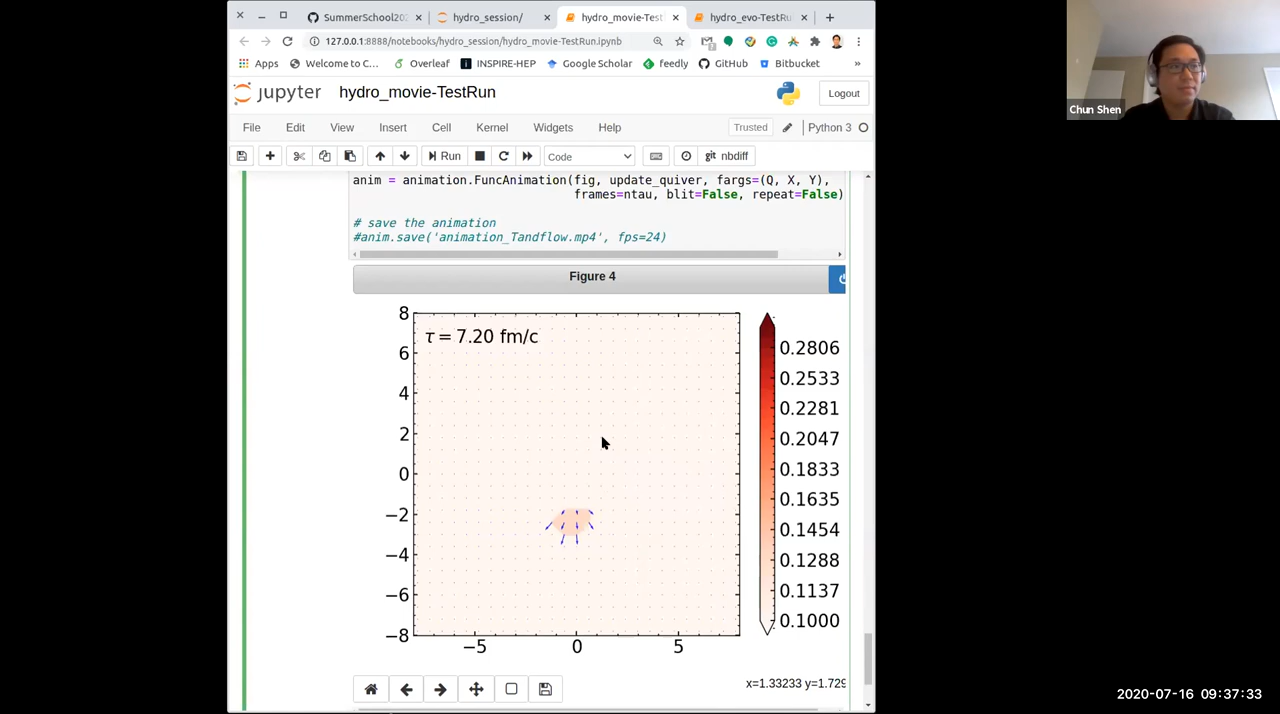 SummerSchool202
hydro_session/
hydro_movie-Test
hydro_evo-TestRu
127.0.0.1:8888/notebooks/hydro_session/hydro_movie-TestRun.ipynb
Apps
Welcome to C...
Overleaf
INSPIRE-HEP
Google Scholar
feedly
GitHub
Bitbucket
»
jupyter
hydro_movie-TestRun
Logout
File
Edit
View
Insert
Cell
Kernel
Widgets
Help
Trusted
Python 3
Run
Code
git nbdiff
anim = animation.FuncAnimation(fig, update_quiver, fargs=(Q, X, Y),
frames=ntau, blit=False, repeat=False)
# save the animation
#anim.save('animation_Tandflow.mp4', fps=24)
Figure 4
τ = 7.20 fm/c
8
6
4
2
0
−2
−4
−6
−8
−5
0
5
0.2806
0.2533
0.2281
0.2047
0.1833
0.1635
0.1454
0.1288
0.1137
0.1000
x=1.33233 y=1.729
Chun Shen
2020-07-16 09:37:33